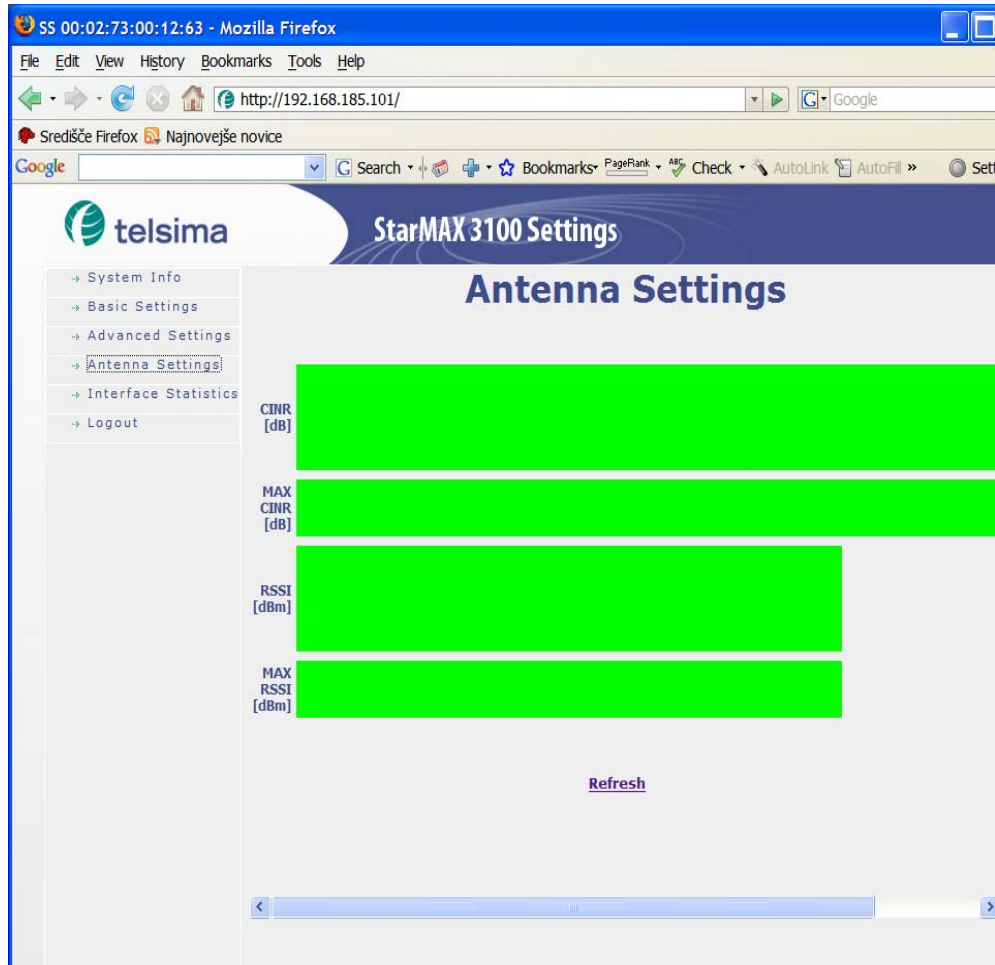 SS 00:02:73:00:12:63 - Mozilla Firefox
File Edit View History Bookmarks Tools Help
http://192.168.185.101/
G Google
Središče Firefox Najnovejše novice
Google G Search Bookmarks PageRank ABC Check AutoLink AutoFill » Sett
telsima
StarMAX 3100 Settings
System Info
Basic Settings
Advanced Settings
Antenna Settings
Interface Statistics
Logout
Antenna Settings
CINR
[dB]
MAX
CINR
[dB]
RSSI
[dBm]
MAX
RSSI
[dBm]
Refresh